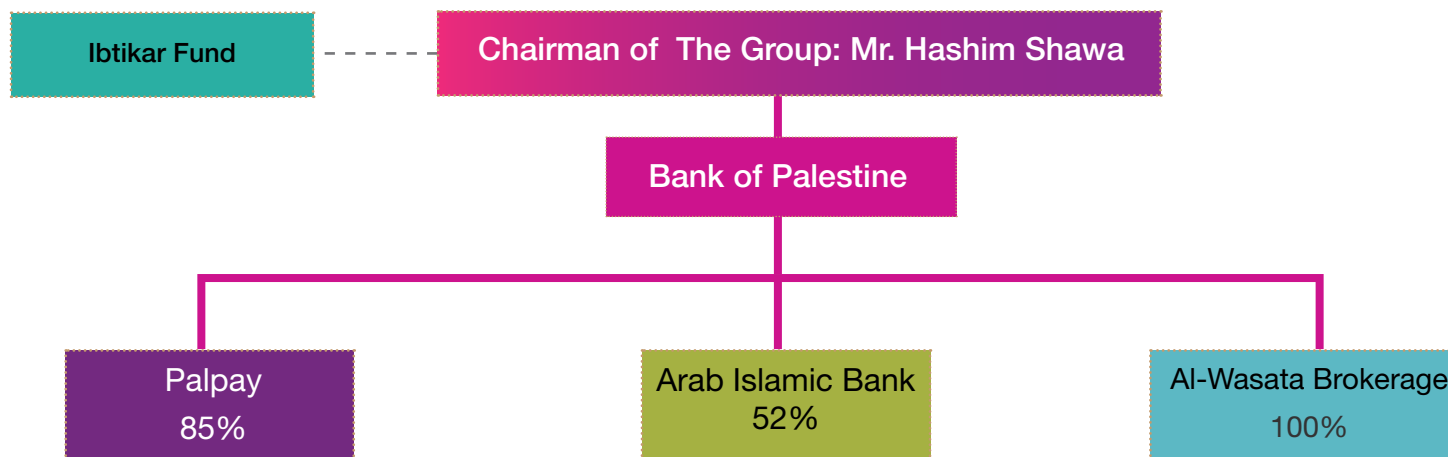 Ibtikar Fund
Chairman of The Group: Mr. Hashim Shawa
Bank of Palestine
Palpay
85%
Arab Islamic Bank
52%
Al-Wasata Brokerage
100%